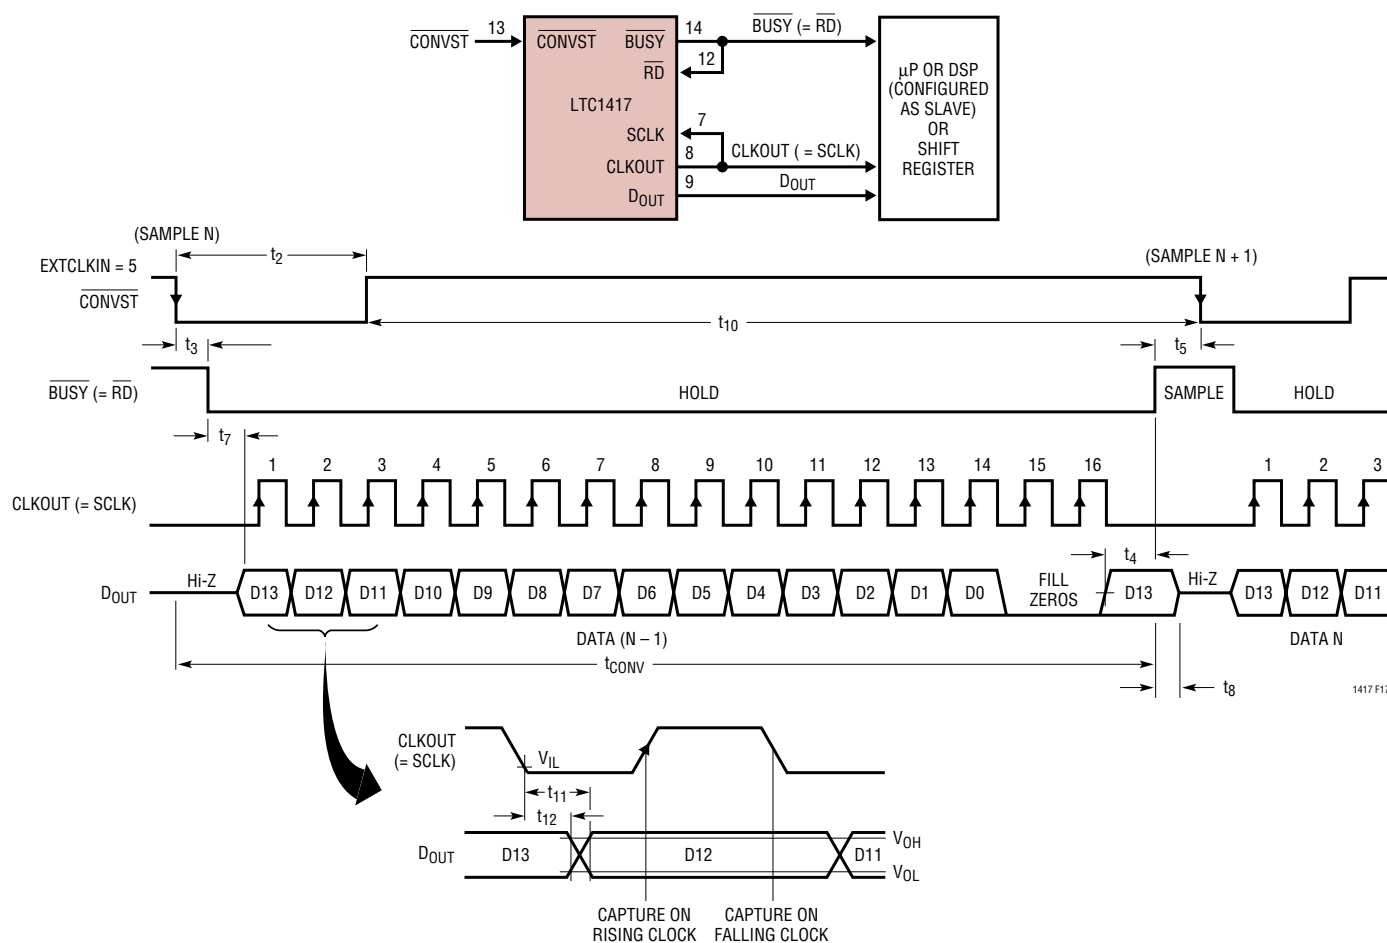 CONVST 13 CONVST BUSY 14 BUSY (= RD)
RD 12
LTC1417
SCLK 7
CLKOUT 8 CLKOUT ( = SCLK)
DOUT 9 DOUT
µP OR DSP
(CONFIGURED
AS SLAVE)
OR
SHIFT
REGISTER
(SAMPLE N) t2 (SAMPLE N + 1)
EXTCLKIN = 5
CONVST
t10
t3 t5
BUSY (= RD) HOLD SAMPLE HOLD
t7
1 2 3 4 5 6 7 8 9 10 11 12 13 14 15 16 1 2 3
CLKOUT (= SCLK)
t4
DOUT Hi-Z D13 D12 D11 D10 D9 D8 D7 D6 D5 D4 D3 D2 D1 D0 FILL ZEROS D13 Hi-Z D13 D12 D11
DATA (N – 1) DATA N
tCONV
t8
1417 F17
CLKOUT
(= SCLK)
VIL
t11
t12
DOUT D13 D12 D11
VOH
VOL
CAPTURE ON
RISING CLOCK
CAPTURE ON
FALLING CLOCK